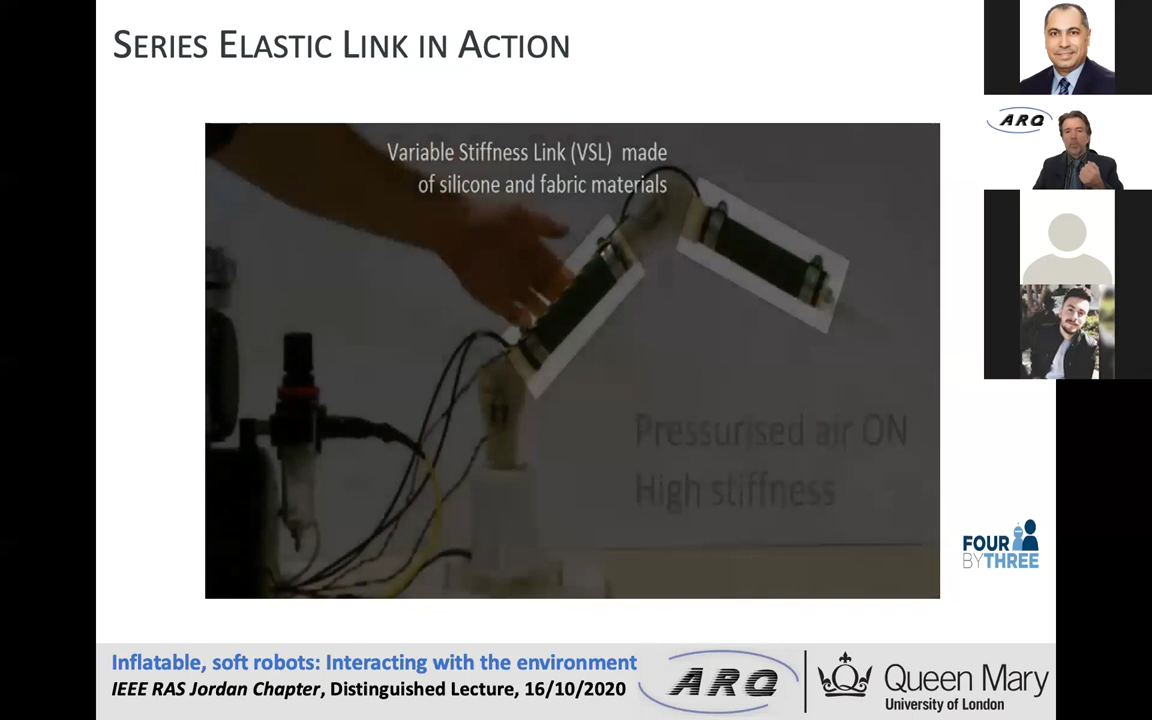 SERIES ELASTIC LINK IN ACTION
Variable Stiffness Link (VSL) made
of silicone and fabric materials
Pressurised air ON
High stiffness
ARQ
FOUR
BYTHREE
Inflatable, soft robots: Interacting with the environment
IEEE RAS Jordan Chapter, Distinguished Lecture, 16/10/2020
ARQ
Queen Mary
University of London